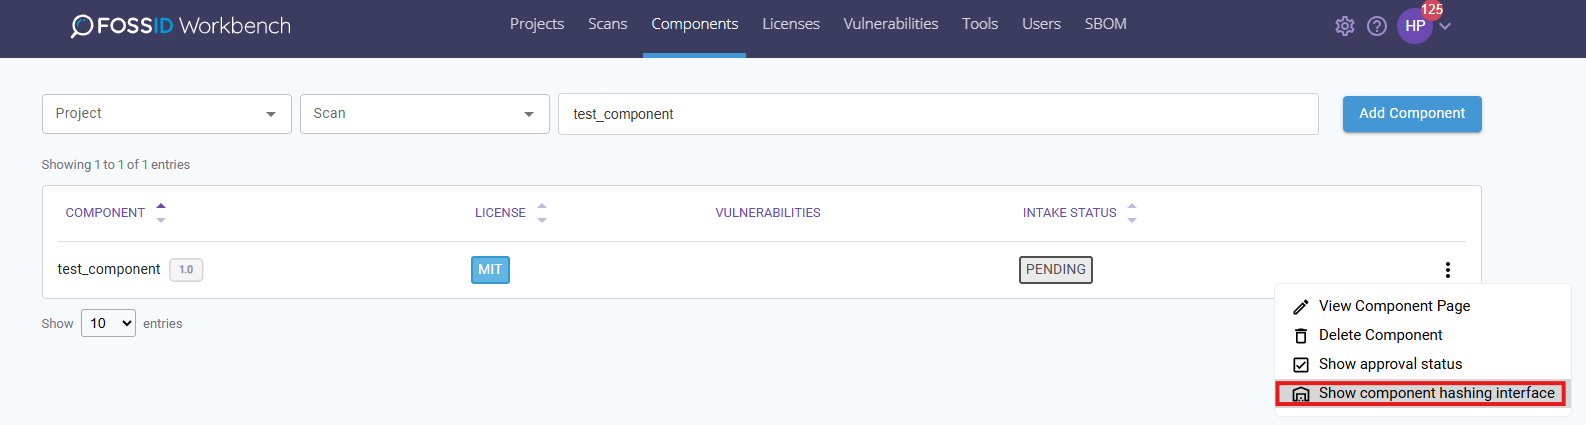 FOSSID Workbench
Projects Scans Components Licenses Vulnerabilities Tools Users SBOM
HP 125
Project Scan test_component Add Component
Showing 1 to 1 of 1 entries
COMPONENT LICENSE VULNERABILITIES INTAKE STATUS
test_component 1.0 MIT PENDING
View Component Page
Show 10 entries
Delete Component
Show approval status
Show component hashing interface